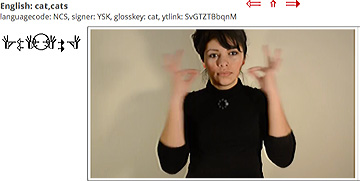 English: cat,cats
languagecode: NCS, signer: YSK, glosskey: cat, ytlink: SvGTZTBbqnM